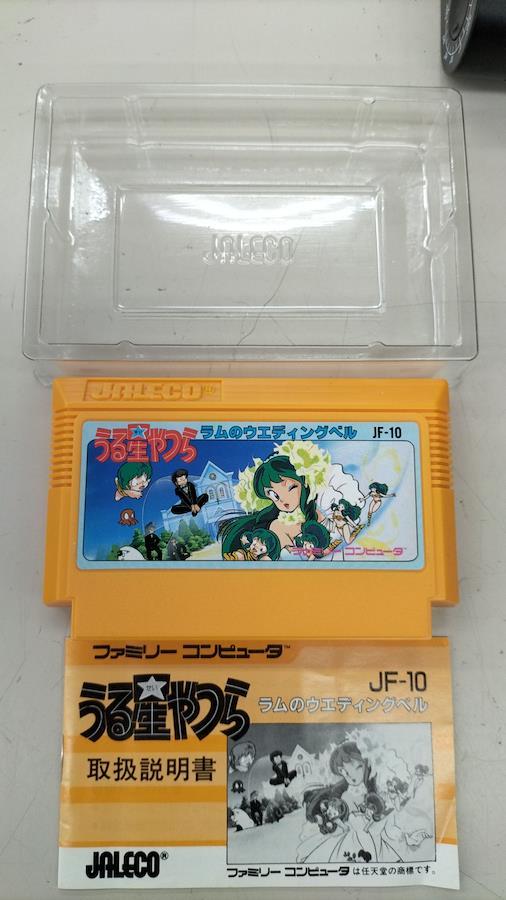 JALECO
JALECO
うる星やつら ラムのウエディングベル JF-10
ファミリー コンピュータ
ファミリー コンピュータ™
JF-10
せい
うる星やつら ラムのウエディングベル
取扱説明書
JALECO®
ファミリー コンピュータ は任天堂の商標です。